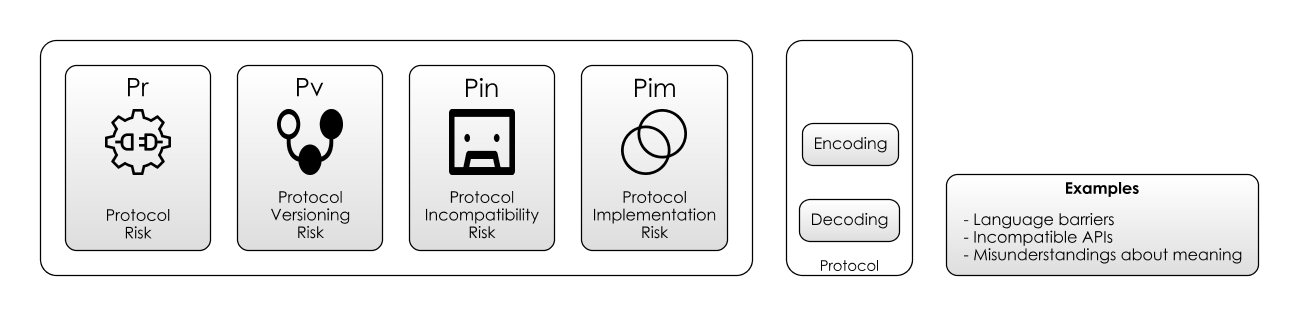 Pr
Protocol
Risk
Pv
Protocol
Versioning
Risk
Pin
Protocol
Incompatibility
Risk
Pim
Protocol
Implementation
Risk
Encoding
Decoding
Protocol
Examples
- Language barriers
- Incompatible APIs
- Misunderstandings about meaning